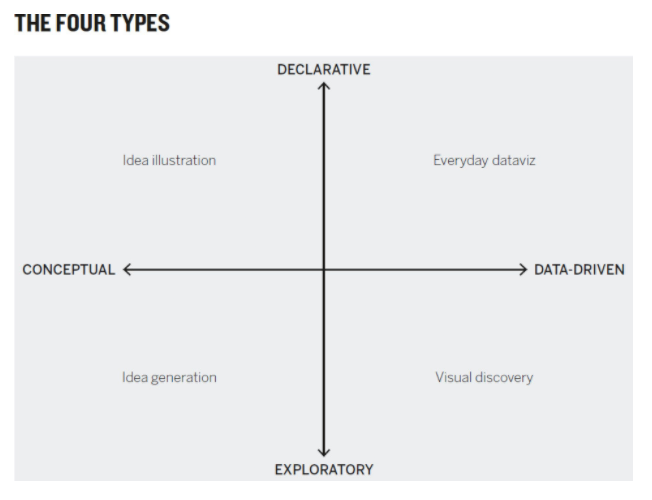 THE FOUR TYPES
DECLARATIVE
Idea illustration
Everyday dataviz
CONCEPTUAL
DATA-DRIVEN
Idea generation
Visual discovery
EXPLORATORY